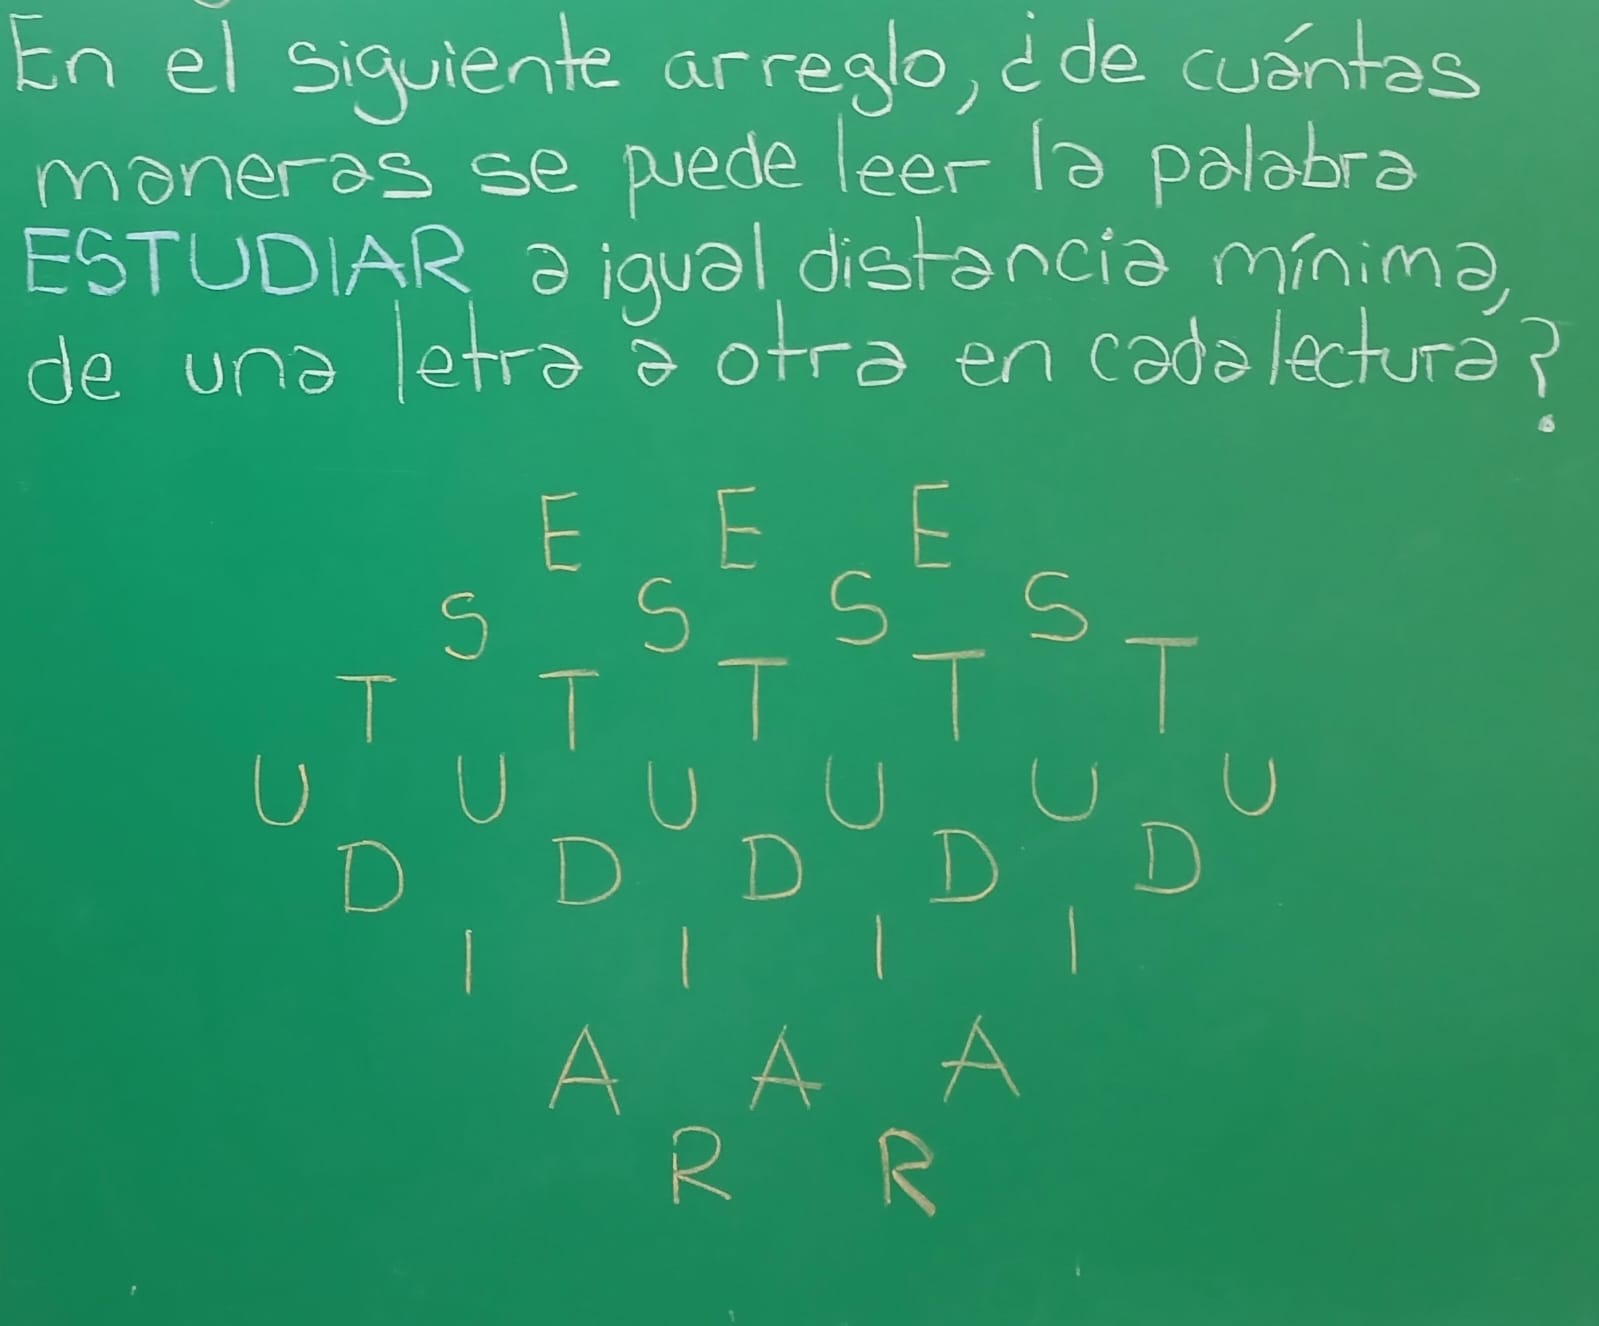 En el siguiente arreglo, ¿de cuántas
maneras se puede leer la palabra
ESTUDIAR a igual distancia mínima,
de una letra a otra en cada lectura?
E E E
S S S S
T T T T T
U U U U U U
D D D D D
I I I I
A A A
R R